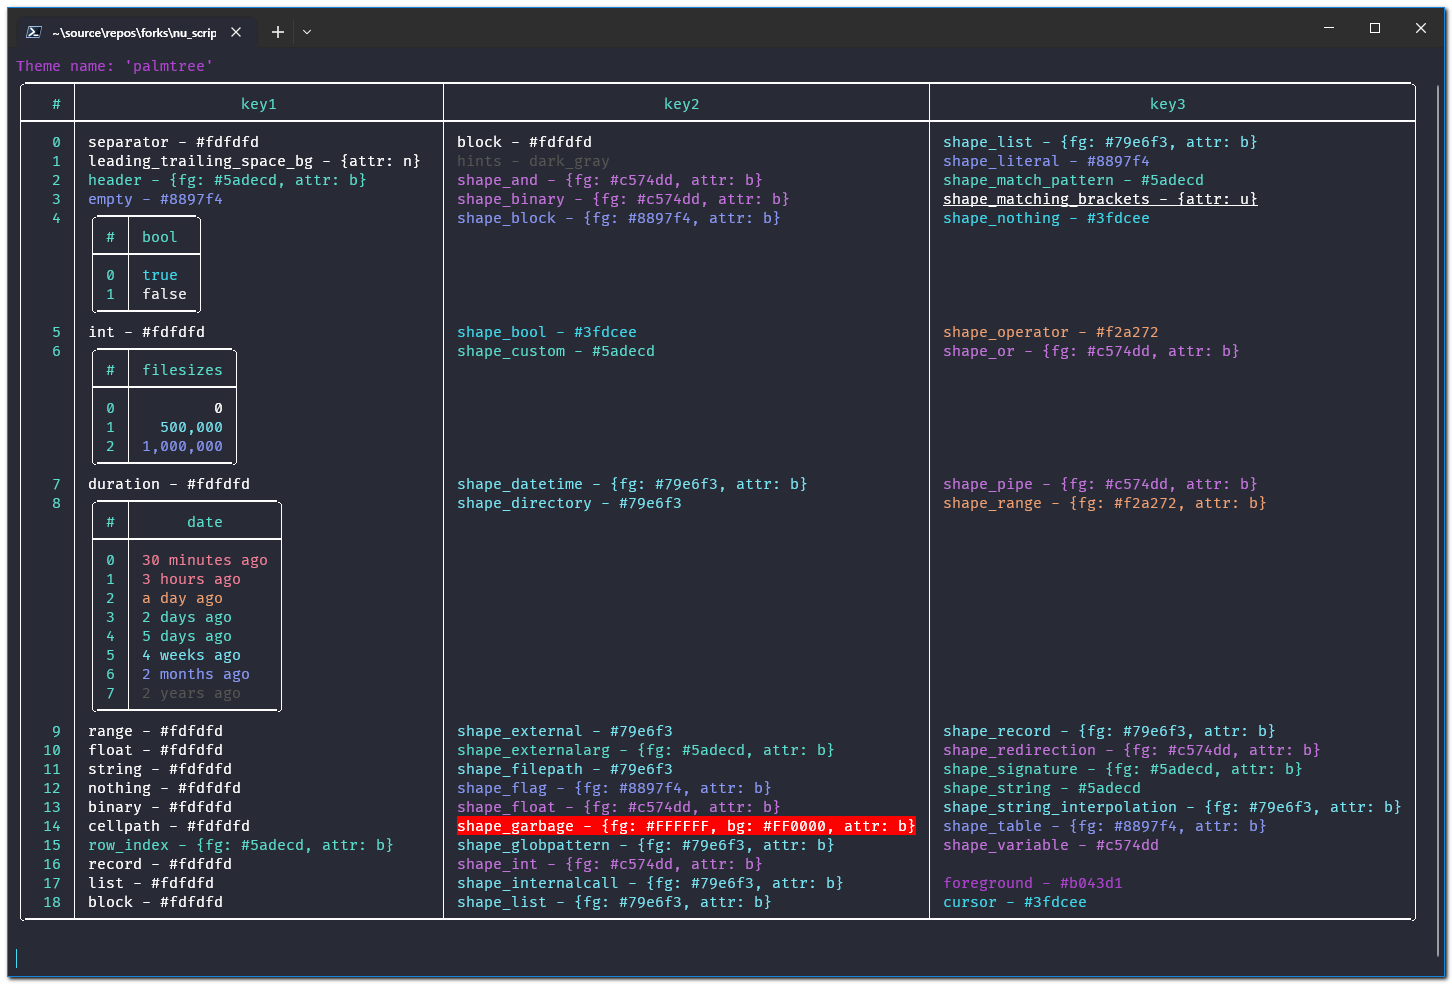 ~\source\repos\forks\nu_scrip
Theme name: 'palmtree'
# key1 key2 key3
0 separator - #fdfdfd block - #fdfdfd shape_list - {fg: #79e6f3, attr: b}
1 leading_trailing_space_bg - {attr: n} hints - dark_gray shape_literal - #8897f4
2 header - {fg: #5adecd, attr: b} shape_and - {fg: #c574dd, attr: b} shape_match_pattern - #5adecd
3 empty - #8897f4 shape_binary - {fg: #c574dd, attr: b} shape_matching_brackets - {attr: u}
4 shape_block - {fg: #8897f4, attr: b} shape_nothing - #3fdcee
# bool
0 true
1 false
5 int - #fdfdfd shape_bool - #3fdcee shape_operator - #f2a272
6 shape_custom - #5adecd shape_or - {fg: #c574dd, attr: b}
# filesizes
0 0
1 500,000
2 1,000,000
7 duration - #fdfdfd shape_datetime - {fg: #79e6f3, attr: b} shape_pipe - {fg: #c574dd, attr: b}
8 shape_directory - #79e6f3 shape_range - {fg: #f2a272, attr: b}
# date
0 30 minutes ago
1 3 hours ago
2 a day ago
3 2 days ago
4 5 days ago
5 4 weeks ago
6 2 months ago
7 2 years ago
9 range - #fdfdfd shape_external - #79e6f3 shape_record - {fg: #79e6f3, attr: b}
10 float - #fdfdfd shape_externalarg - {fg: #5adecd, attr: b} shape_redirection - {fg: #c574dd, attr: b}
11 string - #fdfdfd shape_filepath - #79e6f3 shape_signature - {fg: #5adecd, attr: b}
12 nothing - #fdfdfd shape_flag - {fg: #8897f4, attr: b} shape_string - #5adecd
13 binary - #fdfdfd shape_float - {fg: #c574dd, attr: b} shape_string_interpolation - {fg: #79e6f3, attr: b}
14 cellpath - #fdfdfd shape_garbage - {fg: #FFFFFF, bg: #FF0000, attr: b} shape_table - {fg: #8897f4, attr: b}
15 row_index - {fg: #5adecd, attr: b} shape_globpattern - {fg: #79e6f3, attr: b} shape_variable - #c574dd
16 record - #fdfdfd shape_int - {fg: #c574dd, attr: b}
17 list - #fdfdfd shape_internalcall - {fg: #79e6f3, attr: b} foreground - #b043d1
18 block - #fdfdfd shape_list - {fg: #79e6f3, attr: b} cursor - #3fdcee